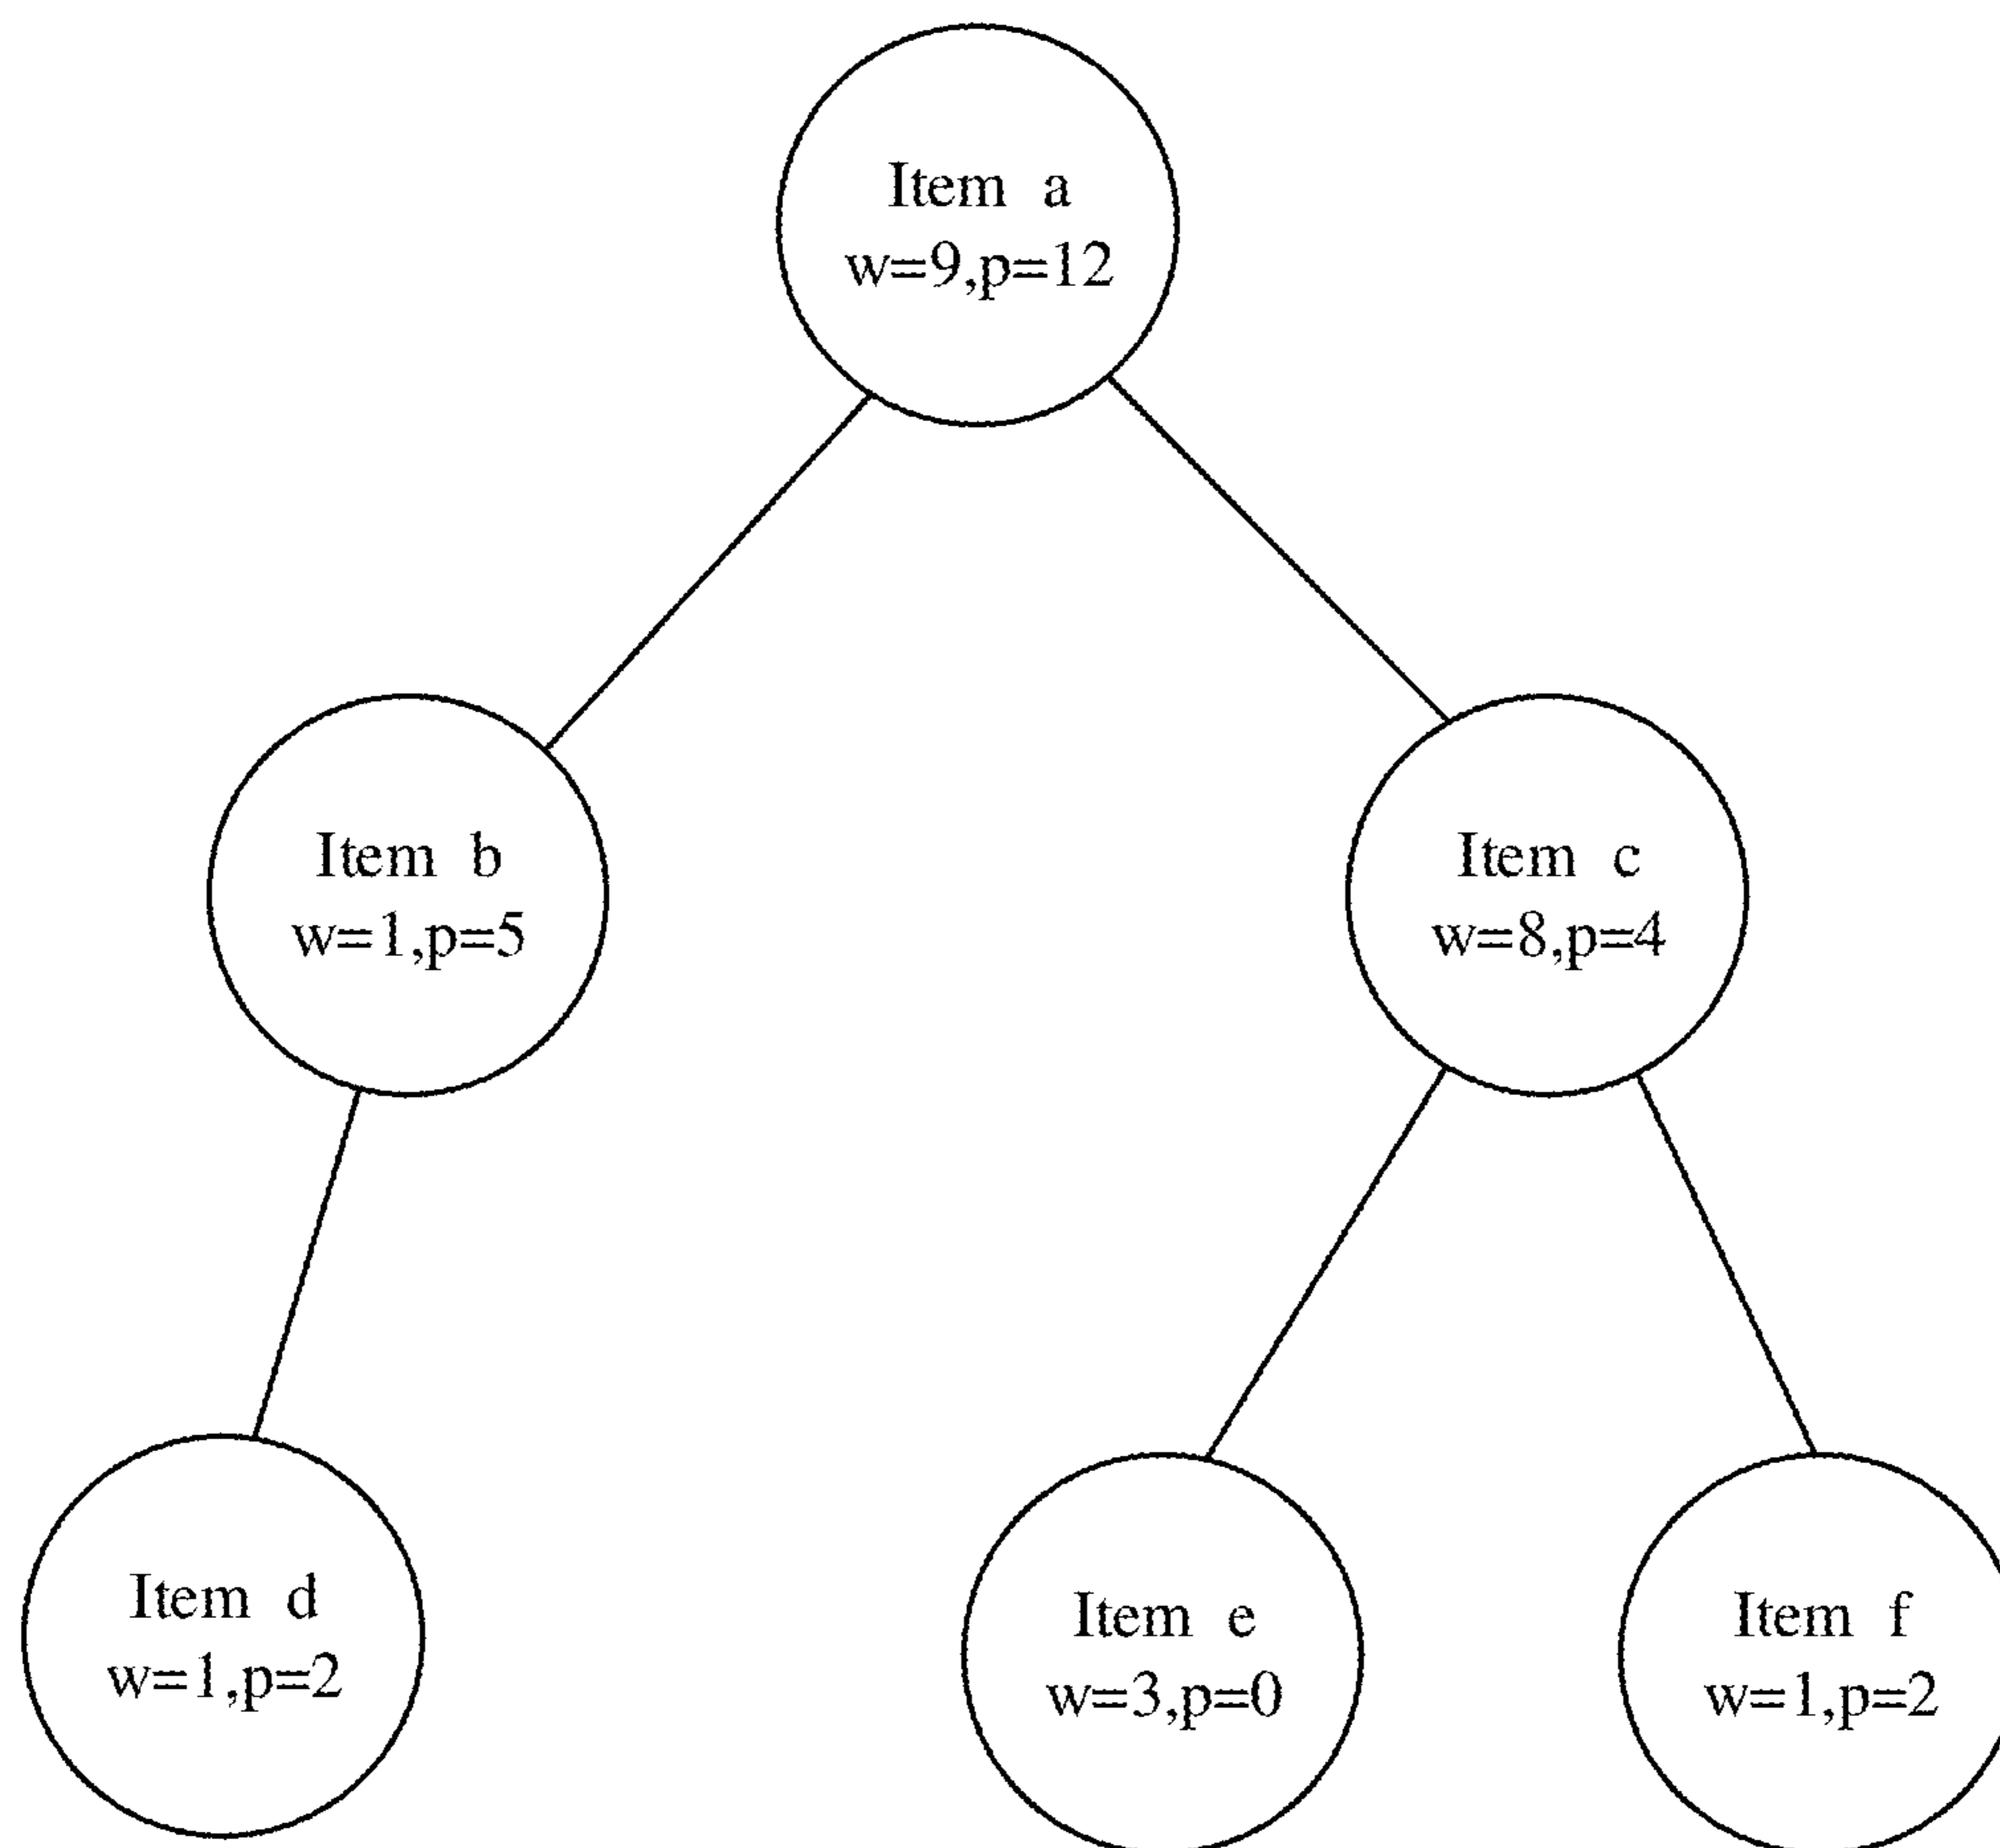 Item a
w=9,p=12
Item b
w=1,p=5
Item c
w=8,p=4
Item d
w=1,p=2
Item e
w=3,p=0
Item f
w=1,p=2